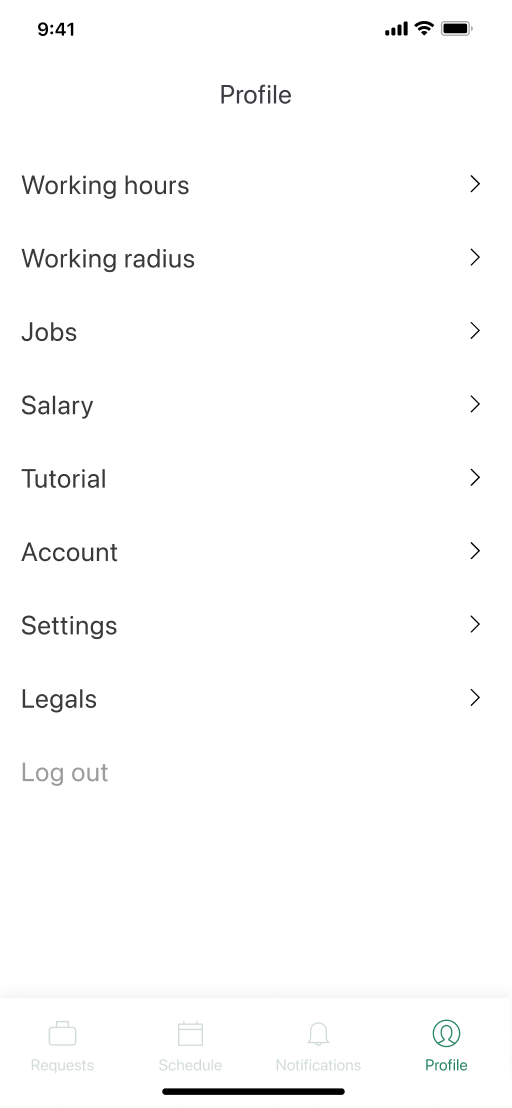 9:41
Profile
Working hours
Working radius
Jobs
Salary
Tutorial
Account
Settings
Legals
Log out
Requests Schedule Notifications Profile